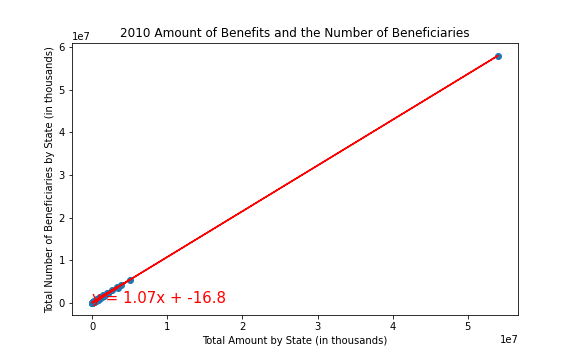 2010 Amount of Benefits and the Number of Beneficiaries
1e7
Total Number of Beneficiaries by State (in thousands)
6
5
4
3
2
1
0
y = 1.07x + -16.8
0 1 2 3 4 5
1e7
Total Amount by State (in thousands)